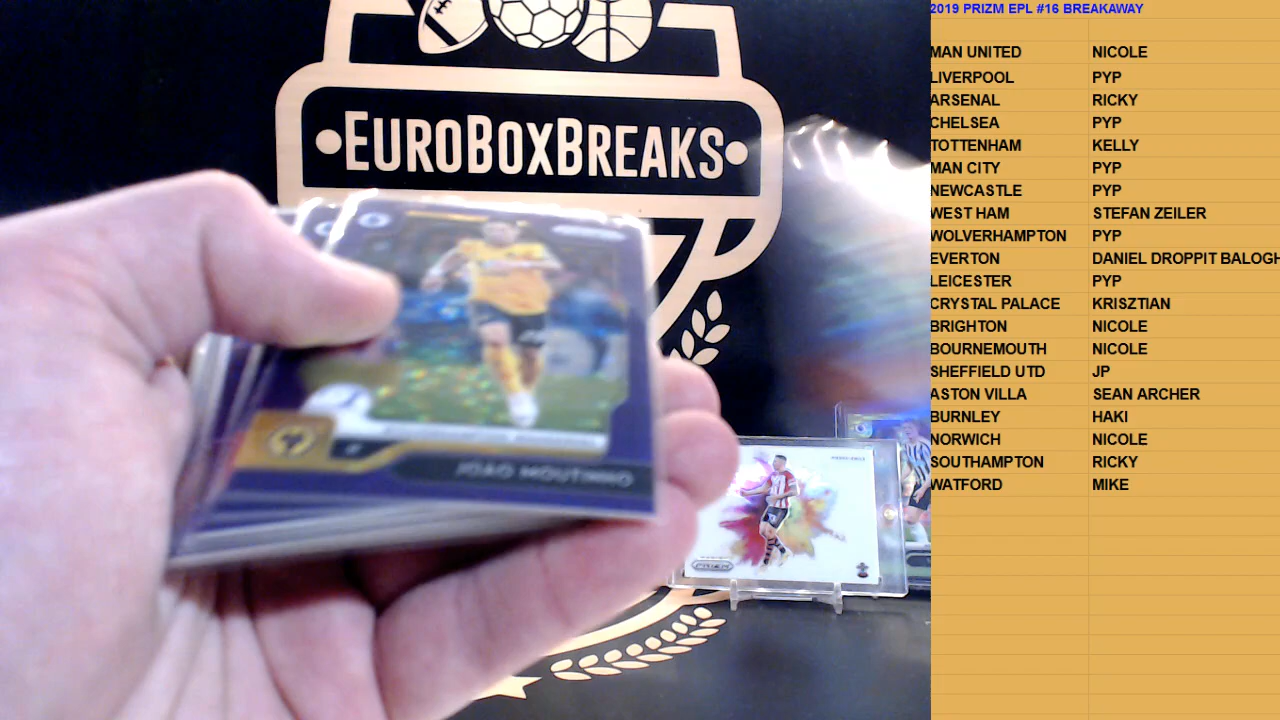 EUROBOXBREAKS
JOAO MOUTINHO
PRIZM
2019 PRIZM EPL #16 BREAKAWAY
MAN UNITED NICOLE
LIVERPOOL PYP
ARSENAL RICKY
CHELSEA PYP
TOTTENHAM KELLY
MAN CITY PYP
NEWCASTLE PYP
WEST HAM STEFAN ZEILER
WOLVERHAMPTON PYP
EVERTON DANIEL DROPPIT BALOGH
LEICESTER PYP
CRYSTAL PALACE KRISZTIAN
BRIGHTON NICOLE
BOURNEMOUTH NICOLE
SHEFFIELD UTD JP
ASTON VILLA SEAN ARCHER
BURNLEY HAKI
NORWICH NICOLE
SOUTHAMPTON RICKY
WATFORD MIKE